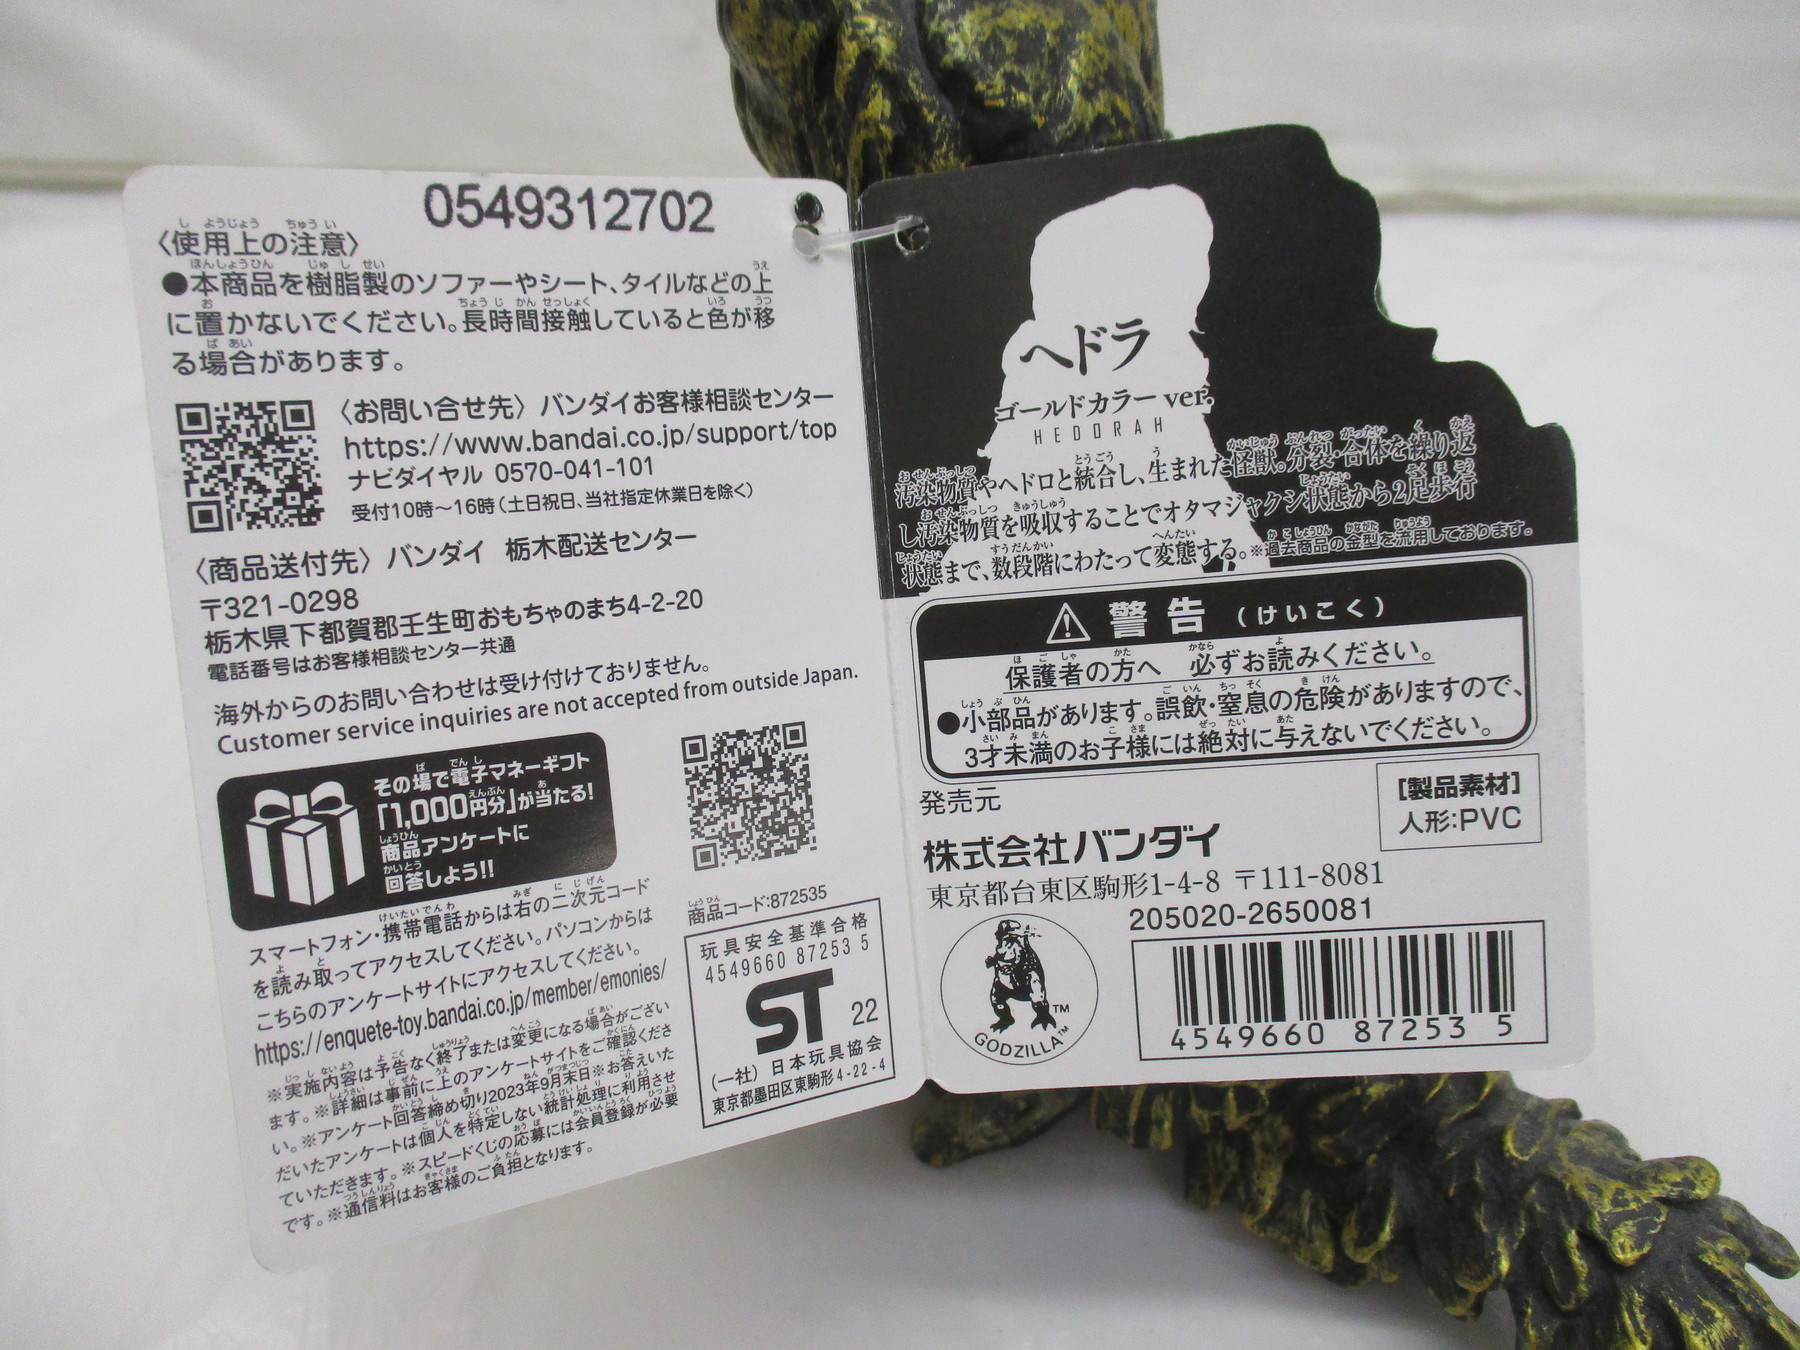 0549312702
〈使用上の注意〉
●本商品を樹脂製のソファーやシート、タイルなどの上
に置かないでください。長時間接触していると色が移
る場合があります。
〈お問い合せ先〉バンダイお客様相談センター
https://www.bandai.co.jp/support/top
ナビダイヤル 0570-041-101
受付10時～16時(土日祝日、当社指定休業日を除く)
〈商品送付先〉バンダイ 栃木配送センター
〒321-0298
栃木県下都賀郡壬生町おもちゃのまち4-2-20
電話番号はお客様相談センター共通
海外からのお問い合わせは受け付けておりません。
Customer service inquiries are not accepted from outside Japan.
その場で電子マネーギフト
「1,000円分」が当たる!
商品アンケートに
回答しよう!!
スマートフォン・携帯電話からは右の二次元コード
を読み取ってアクセスしてください。パソコンからは
こちらのアンケートサイトにアクセスしてください。
https://enquete-toy.bandai.co.jp/member/emonies/
※実施内容は予告なく終了または変更になる場合がござい
ます。※詳細は事前に上のアンケートサイトをご確認くださ
い。※アンケート回答締め切り2023年9月末日※お答えいた
だいたアンケートは個人を特定しない統計処理に利用させ
ていただきます。※スピードくじの応募には会員登録が必要
です。※通信料はお客様のご負担となります。
商品コード:872535
玩具安全基準合格
4549660 87253 5
ST 22
(一社)日本玩具協会
東京都墨田区東駒形4-22-4
ヘドラ
ゴールドカラー ver.
HEDORAH
汚染物質やヘドロと統合し、生まれた怪獣。分裂・合体を繰り返
し汚染物質を吸収することでオタマジャクシ状態から2足歩行
状態まで、数段階にわたって変態する。※過去商品の金型を流用しております。
警告 (けいこく)
保護者の方へ 必ずお読みください。
●小部品があります。誤飲・窒息の危険がありますので、
3才未満のお子様には絶対に与えないでください。
発売元
株式会社バンダイ
東京都台東区駒形1-4-8 〒111-8081
[製品素材]
人形:PVC
205020-2650081
4549660 87253 5
TM
GODZILLA™